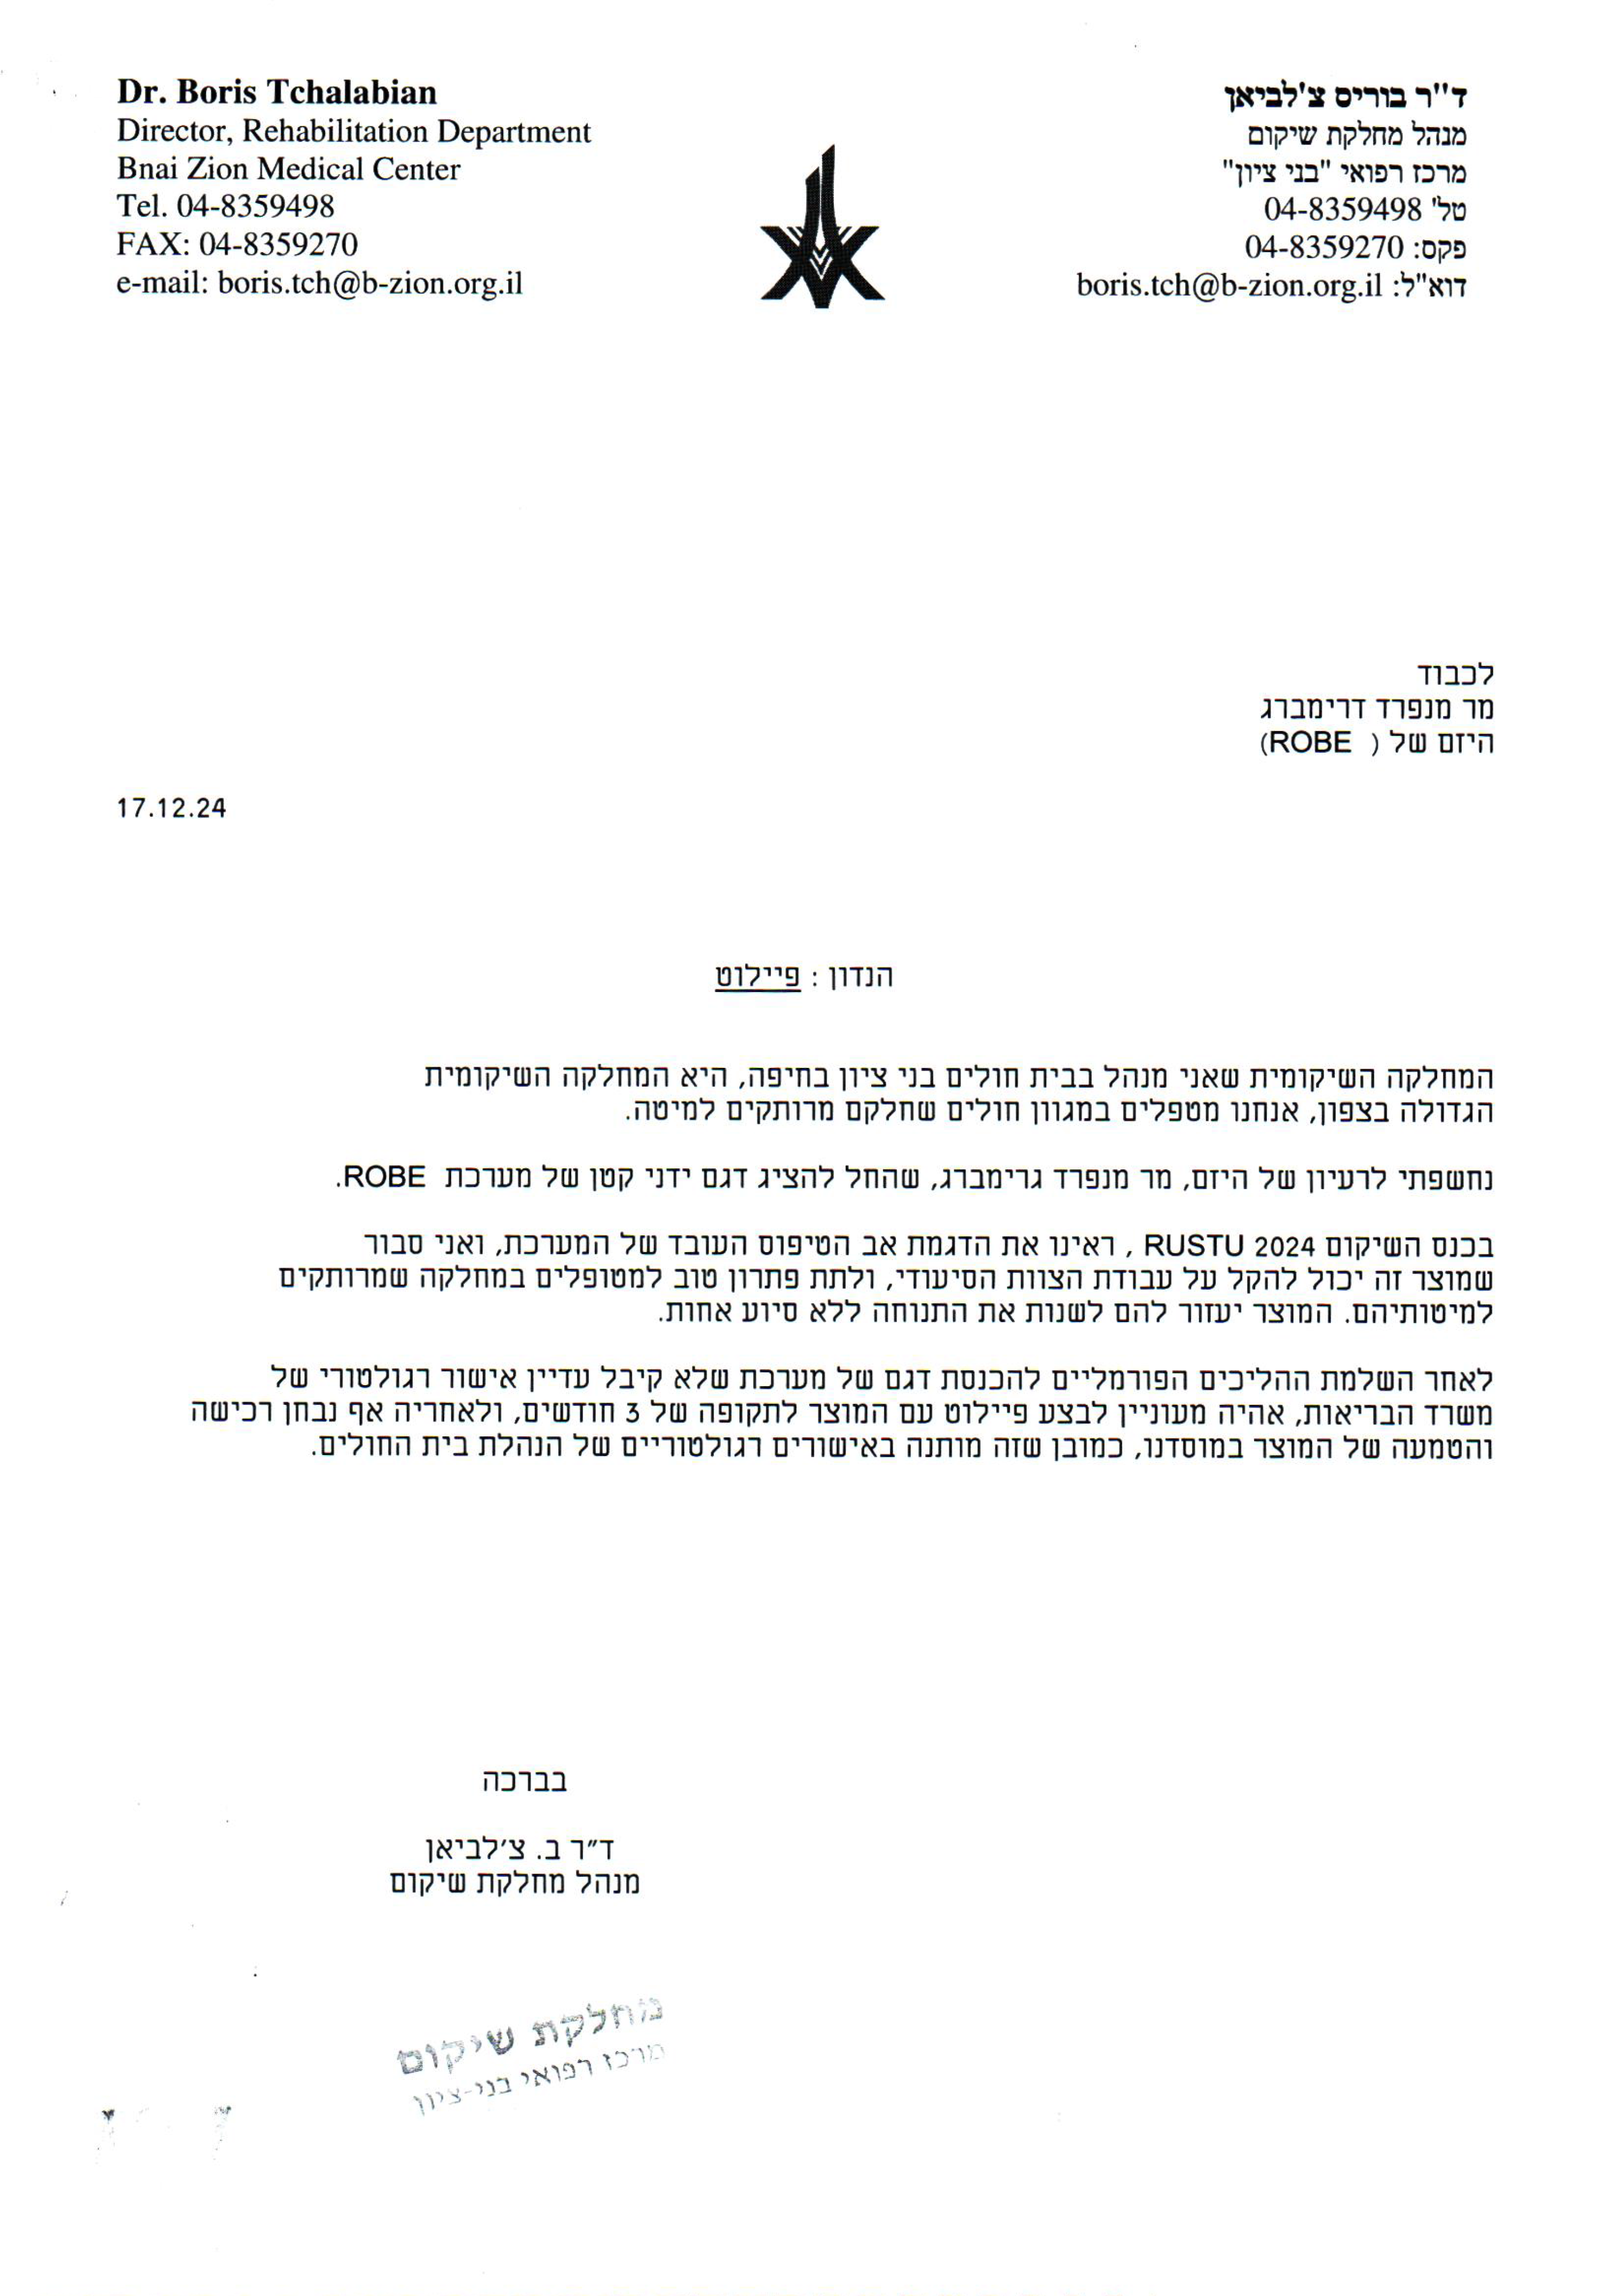 Dr. Boris Tchalabian
Director, Rehabilitation Department
Bnai Zion Medical Center
Tel. 04-8359498
FAX: 04-8359270
e-mail: boris.tch@b-zion.org.il
ד"ר בוריס צ'לביאן
מנהל מחלקת שיקום
מרכז רפואי "בני ציון"
טל' 04-8359498
פקס: 04-8359270
דוא"ל: boris.tch@b-zion.org.il
לכבוד
מר מנפרד דרימברג
היזם של ( ROBE)
17.12.24
הנדון : פיילוט
המחלקה השיקומית שאני מנהל בבית חולים בני ציון בחיפה, היא המחלקה השיקומית
הגדולה בצפון, אנחנו מטפלים במגוון חולים שחלקם מרותקים למיטה.
נחשפתי לרעיון של היזם, מר מנפרד גרימברג, שהחל להציג דגם ידני קטן של מערכת ROBE.
בכנס השיקום RUSTU 2024 , ראינו את הדגמת אב הטיפוס העובד של המערכת, ואני סבור
שמוצר זה יכול להקל על עבודת הצוות הסיעודי, ולתת פתרון טוב למטופלים במחלקה שמרותקים
למיטותיהם. המוצר יעזור להם לשנות את התנוחה ללא סיוע אחות.
לאחר השלמת ההליכים הפורמליים להכנסת דגם של מערכת שלא קיבל עדיין אישור רגולטורי של
משרד הבריאות, אהיה מעוניין לבצע פיילוט עם המוצר לתקופה של 3 חודשים, ולאחריה אף נבחן רכישה
והטמעה של המוצר במוסדנו, כמובן שזה מותנה באישורים רגולטוריים של הנהלת בית החולים.
בברכה
ד״ר ב. צ׳לביאן
מנהל מחלקת שיקום
מחלקת שיקום
מרכז רפואי בני-ציון